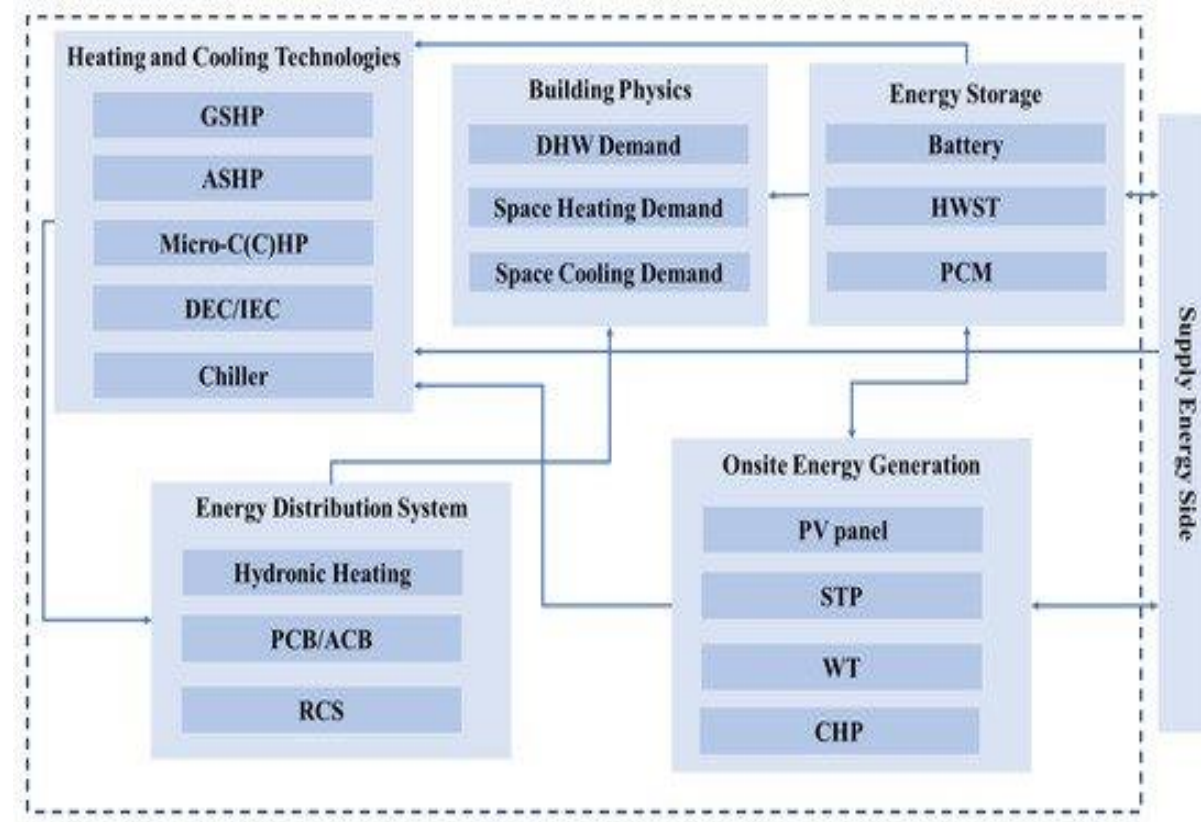 Heating and Cooling Technologies
GSHP
ASHP
Micro-C(C)HP
DEC/IEC
Chiller
Building Physics
DHW Demand
Space Heating Demand
Space Cooling Demand
Energy Storage
Battery
HWST
PCM
Energy Distribution System
Hydronic Heating
PCB/ACB
RCS
Onsite Energy Generation
PV panel
STP
WT
CHP
Supply Energy Side